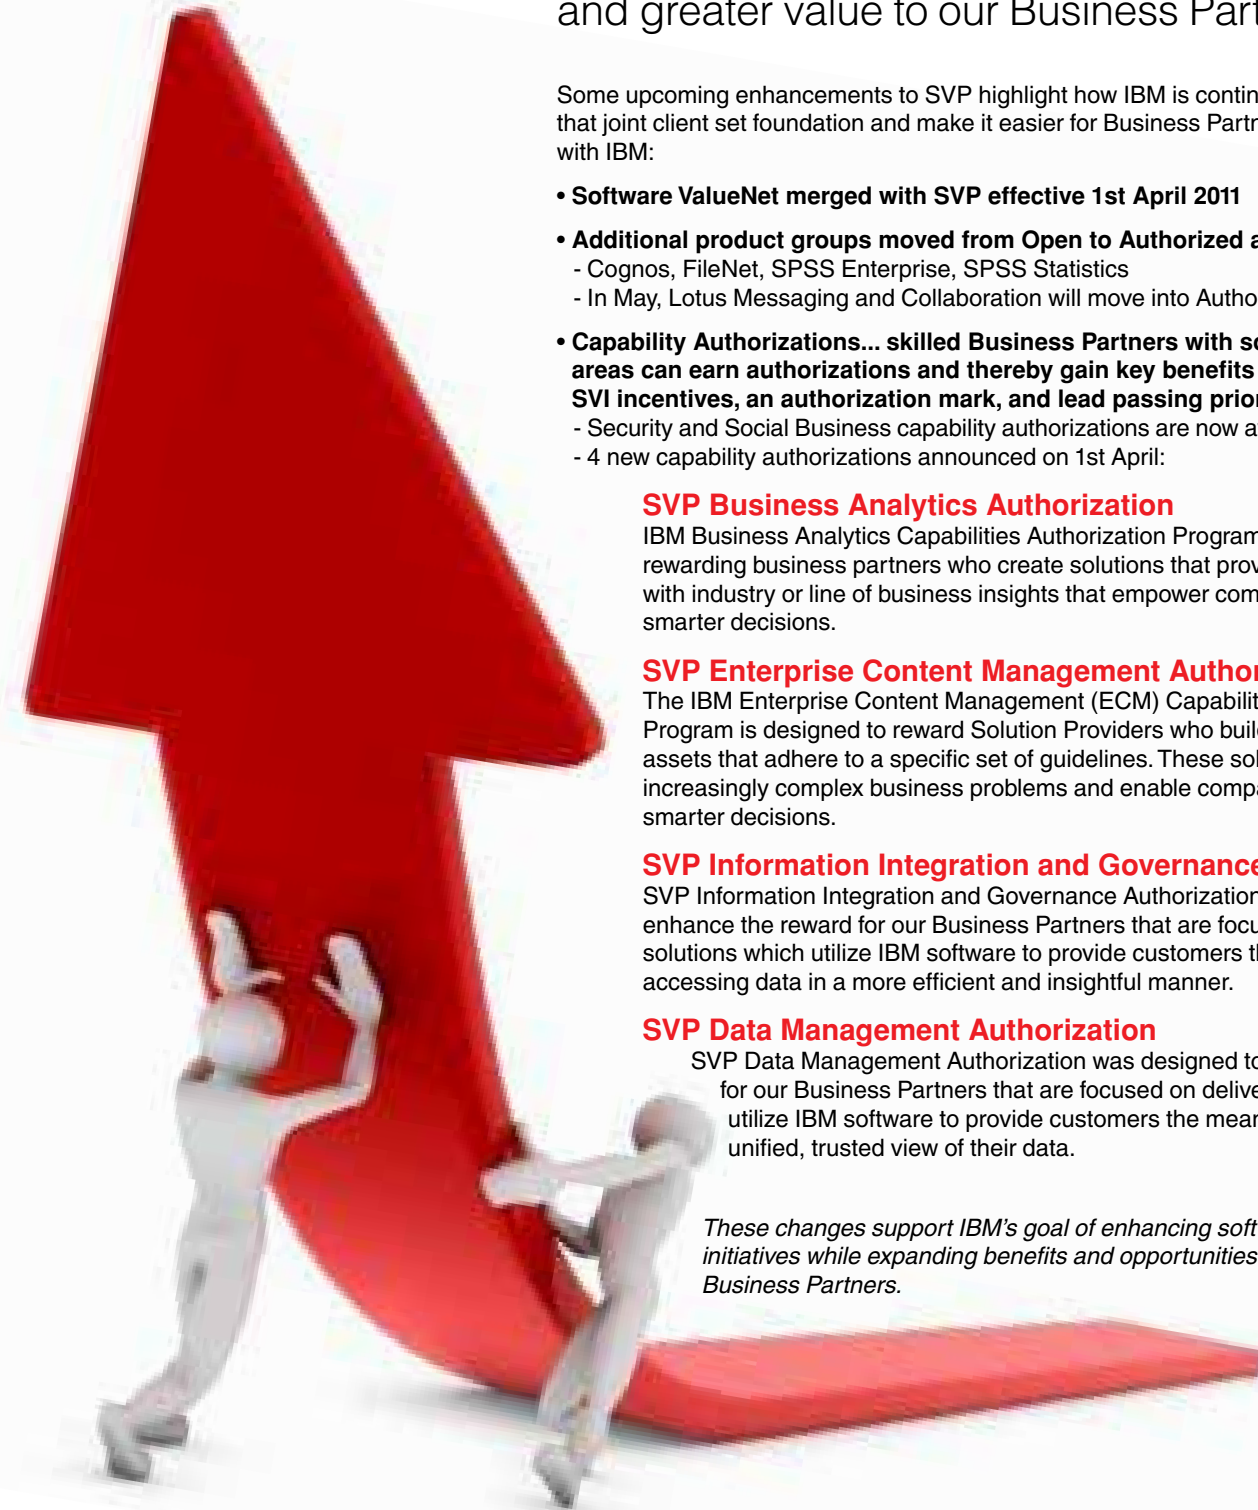 and greater value to our Business Part
Some upcoming enhancements to SVP highlight how IBM is contin
that joint client set foundation and make it easier for Business Partn
with IBM:
• Software ValueNet merged with SVP effective 1st April 2011
• Additional product groups moved from Open to Authorized a
- Cognos, FileNet, SPSS Enterprise, SPSS Statistics
- In May, Lotus Messaging and Collaboration will move into Autho
• Capability Authorizations... skilled Business Partners with so
areas can earn authorizations and thereby gain key benefits
SVI incentives, an authorization mark, and lead passing prior
- Security and Social Business capability authorizations are now a
- 4 new capability authorizations announced on 1st April:
SVP Business Analytics Authorization
IBM Business Analytics Capabilities Authorization Program
rewarding business partners who create solutions that prov
with industry or line of business insights that empower com
smarter decisions.
SVP Enterprise Content Management Author
The IBM Enterprise Content Management (ECM) Capabilit
Program is designed to reward Solution Providers who buil
assets that adhere to a specific set of guidelines. These sol
increasingly complex business problems and enable compa
smarter decisions.
SVP Information Integration and Governance
SVP Information Integration and Governance Authorization
enhance the reward for our Business Partners that are focu
solutions which utilize IBM software to provide customers th
accessing data in a more efficient and insightful manner.
SVP Data Management Authorization
SVP Data Management Authorization was designed to
for our Business Partners that are focused on delive
utilize IBM software to provide customers the mean
unified, trusted view of their data.
These changes support IBM's goal of enhancing soft
initiatives while expanding benefits and opportunities
Business Partners.